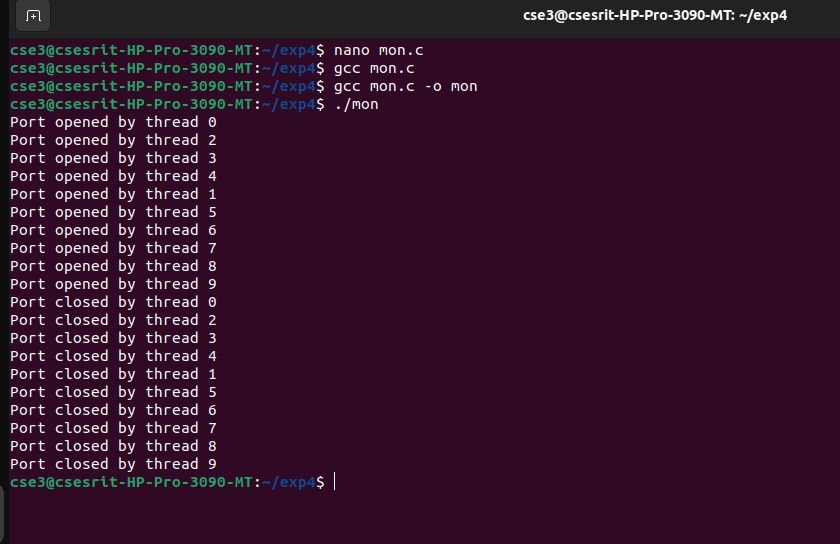 cse3@csesrit-HP-Pro-3090-MT: ~/exp4
cse3@csesrit-HP-Pro-3090-MT:~/exp4$ nano mon.c
cse3@csesrit-HP-Pro-3090-MT:~/exp4$ gcc mon.c
cse3@csesrit-HP-Pro-3090-MT:~/exp4$ gcc mon.c -o mon
cse3@csesrit-HP-Pro-3090-MT:~/exp4$ ./mon
Port opened by thread 0
Port opened by thread 2
Port opened by thread 3
Port opened by thread 4
Port opened by thread 1
Port opened by thread 5
Port opened by thread 6
Port opened by thread 7
Port opened by thread 8
Port opened by thread 9
Port closed by thread 0
Port closed by thread 2
Port closed by thread 3
Port closed by thread 4
Port closed by thread 1
Port closed by thread 5
Port closed by thread 6
Port closed by thread 7
Port closed by thread 8
Port closed by thread 9
cse3@csesrit-HP-Pro-3090-MT:~/exp4$